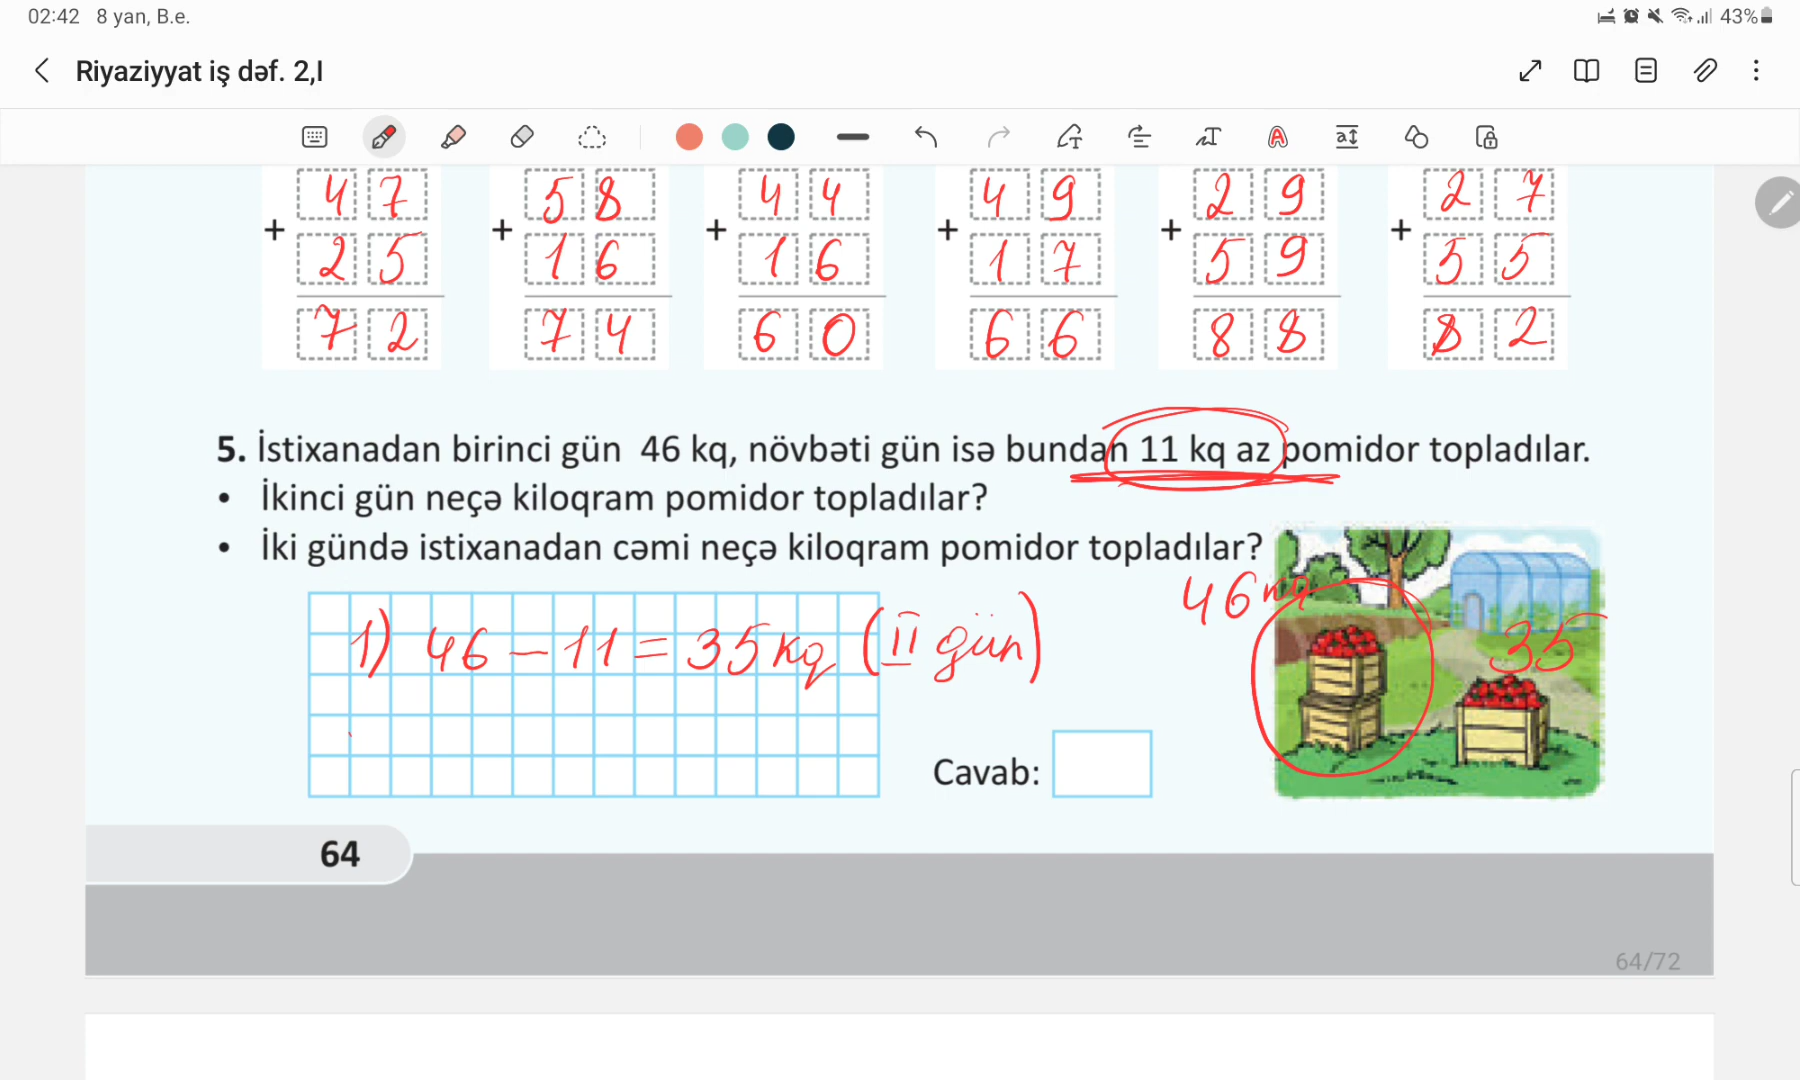 02:42 8 yan, B.e. 43%
Riyaziyyat iş dəf. 2,I
47 58 44 49 29 27
+ + + + + +
25 16 16 17 59 55
72 74 60 66 88 82
5. İstixanadan birinci gün 46 kq, növbəti gün isə bundan 11 kq az pomidor topladılar.
• İkinci gün neçə kiloqram pomidor topladılar?
• İki gündə istixanadan cəmi neçə kiloqram pomidor topladılar?
46 kq
1) 46 – 11 = 35 kq (II gün)
35
Cavab:
64
64/72